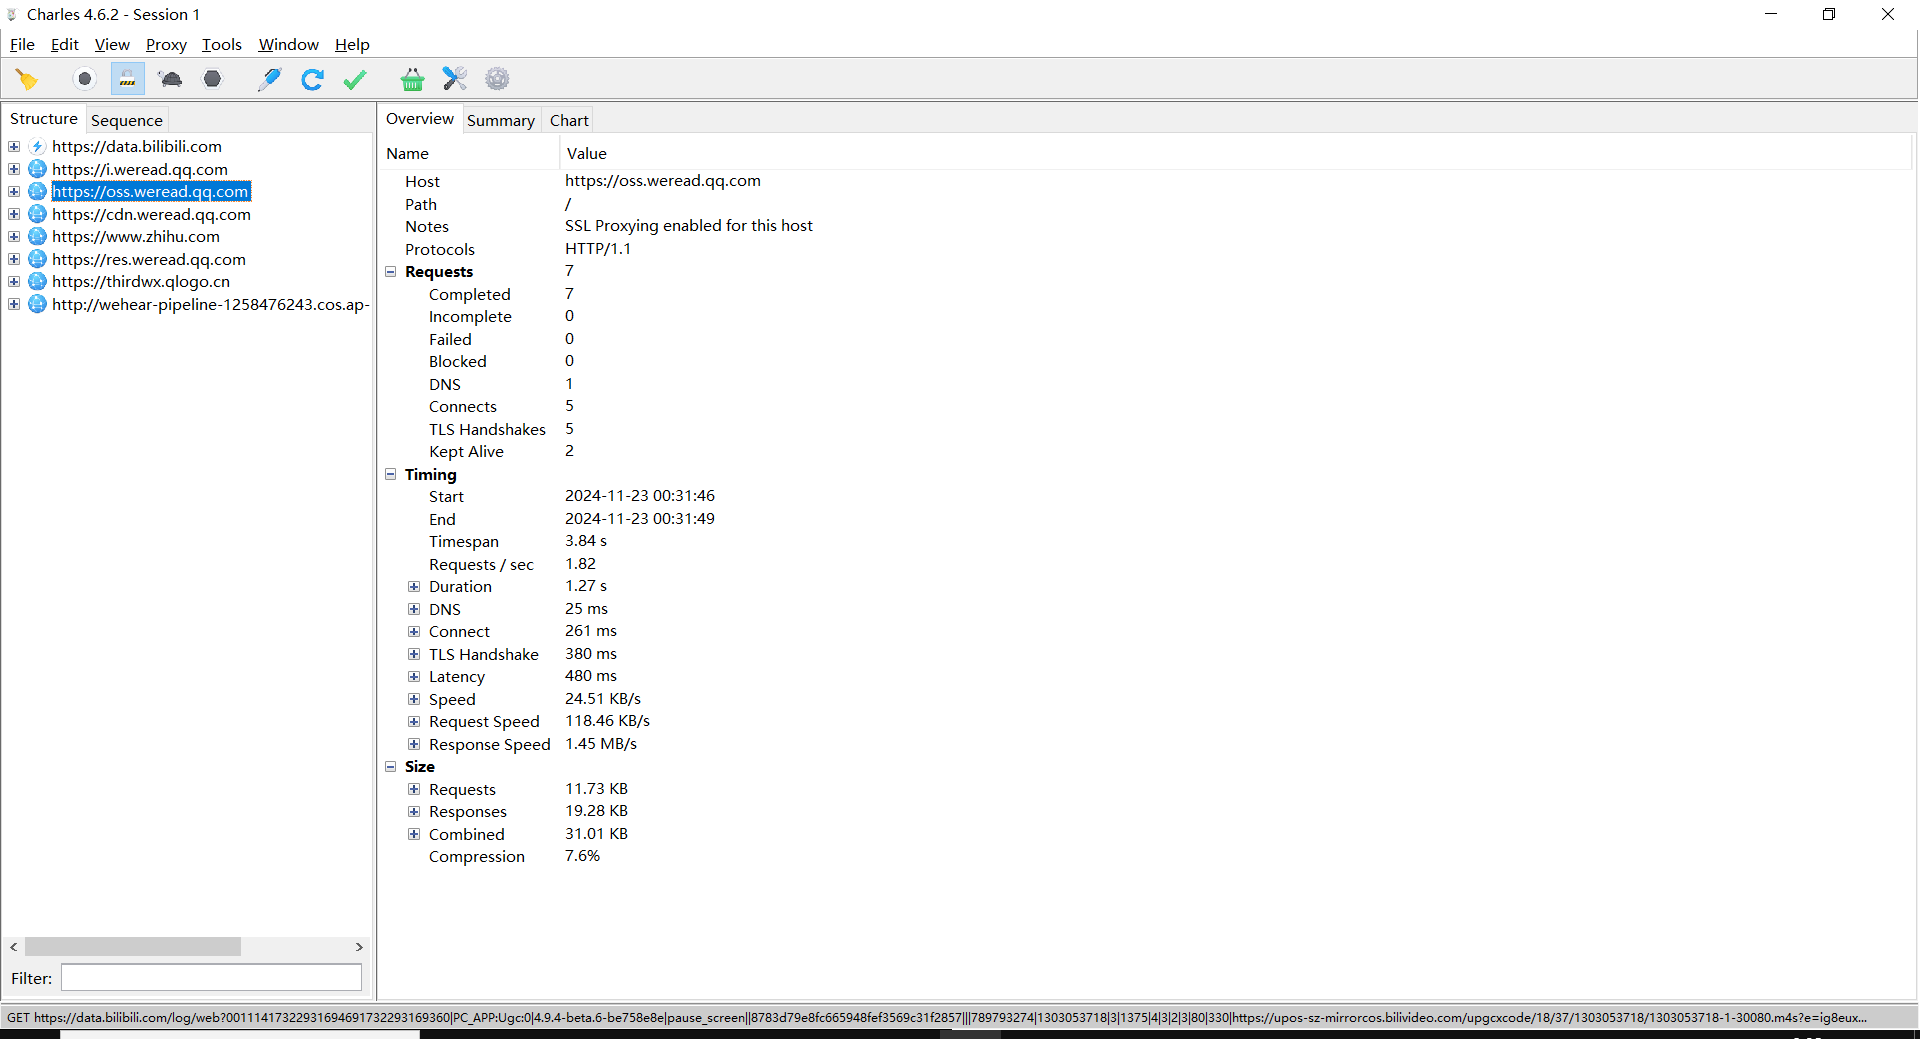 Charles 4.6.2 - Session 1
File Edit View Proxy Tools Window Help
Structure Sequence
https://data.bilibili.com
https://i.weread.qq.com
https://oss.weread.qq.com
https://cdn.weread.qq.com
https://www.zhihu.com
https://res.weread.qq.com
https://thirdwx.qlogo.cn
http://wehear-pipeline-1258476243.cos.ap-
Filter:
Overview Summary Chart
Name Value
Host https://oss.weread.qq.com
Path /
Notes SSL Proxying enabled for this host
Protocols HTTP/1.1
Requests 7
Completed 7
Incomplete 0
Failed 0
Blocked 0
DNS 1
Connects 5
TLS Handshakes 5
Kept Alive 2
Timing
Start 2024-11-23 00:31:46
End 2024-11-23 00:31:49
Timespan 3.84 s
Requests / sec 1.82
Duration 1.27 s
DNS 25 ms
Connect 261 ms
TLS Handshake 380 ms
Latency 480 ms
Speed 24.51 KB/s
Request Speed 118.46 KB/s
Response Speed 1.45 MB/s
Size
Requests 11.73 KB
Responses 19.28 KB
Combined 31.01 KB
Compression 7.6%
GET https://data.bilibili.com/log/web?0011141732293169469173229316​9360|PC_APP:Ugc:0|4.9.4-beta.6-be758e8e|pause_screen||8783d79e8fc665948fef3569c31f2857|||789793274|1303053718|3|1375|4|3|2|3|80|330|https://upos-sz-mirrorcos.bilivideo.com/upgcxcode/18/37/1303053718/1303053718-1-30080.m4s?e=ig8eux...